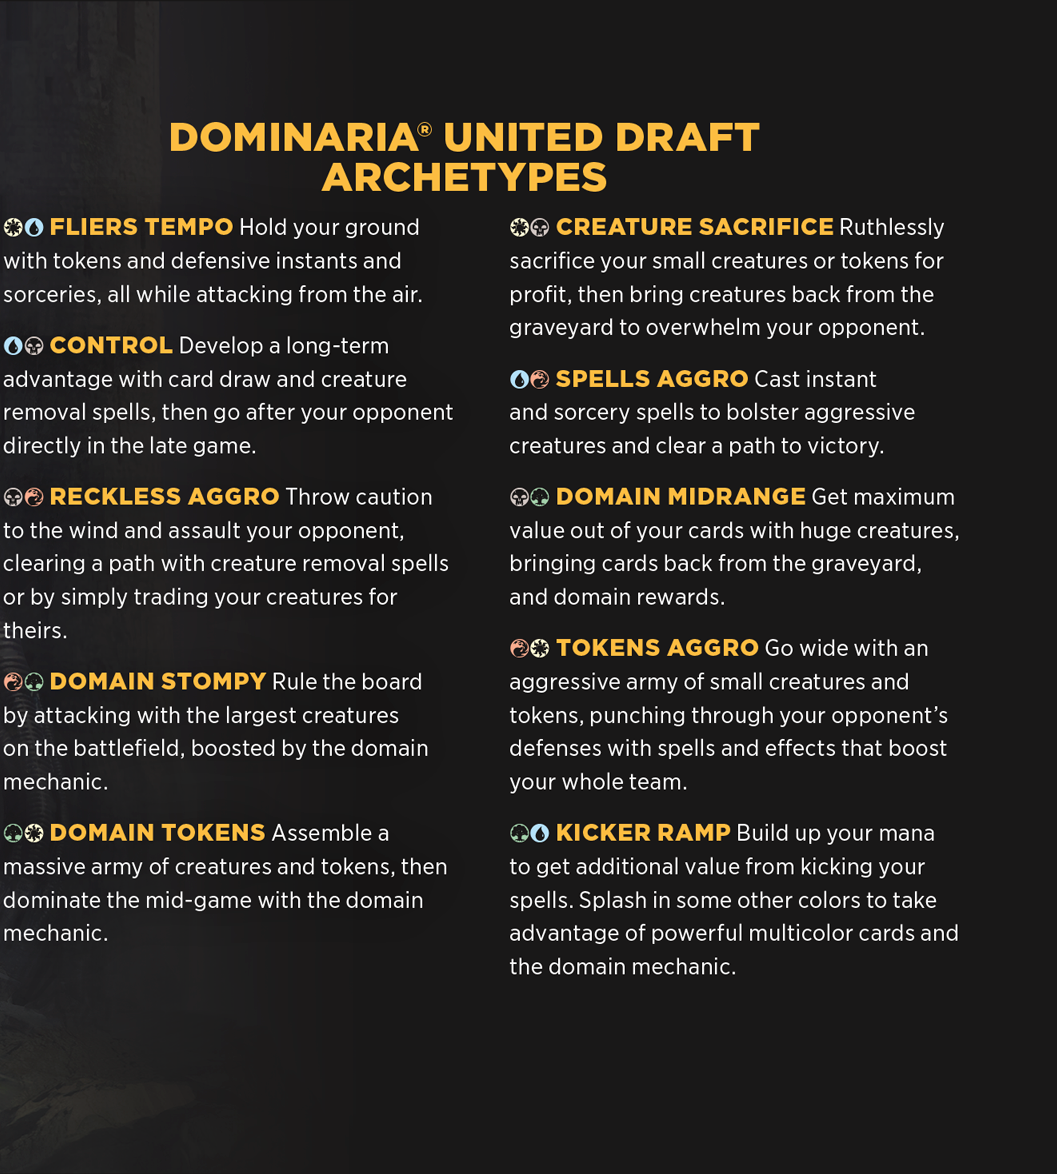 DOMINARIA® UNITED DRAFT
ARCHETYPES
FLIERS TEMPO Hold your ground
with tokens and defensive instants and
sorceries, all while attacking from the air.
CONTROL Develop a long-term
advantage with card draw and creature
removal spells, then go after your opponent
directly in the late game.
RECKLESS AGGRO Throw caution
to the wind and assault your opponent,
clearing a path with creature removal spells
or by simply trading your creatures for
theirs.
DOMAIN STOMPY Rule the board
by attacking with the largest creatures
on the battlefield, boosted by the domain
mechanic.
DOMAIN TOKENS Assemble a
massive army of creatures and tokens, then
dominate the mid-game with the domain
mechanic.
CREATURE SACRIFICE Ruthlessly
sacrifice your small creatures or tokens for
profit, then bring creatures back from the
graveyard to overwhelm your opponent.
SPELLS AGGRO Cast instant
and sorcery spells to bolster aggressive
creatures and clear a path to victory.
DOMAIN MIDRANGE Get maximum
value out of your cards with huge creatures,
bringing cards back from the graveyard,
and domain rewards.
TOKENS AGGRO Go wide with an
aggressive army of small creatures and
tokens, punching through your opponent’s
defenses with spells and effects that boost
your whole team.
KICKER RAMP Build up your mana
to get additional value from kicking your
spells. Splash in some other colors to take
advantage of powerful multicolor cards and
the domain mechanic.